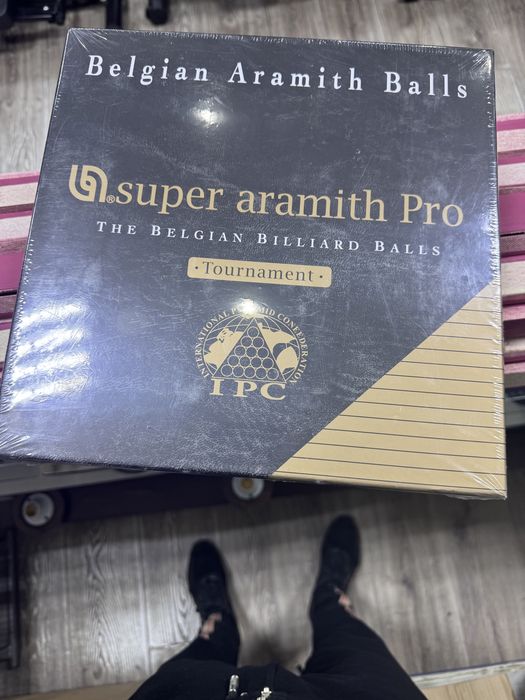 Belgian Aramith Balls
®super aramith Pro
THE BELGIAN BILLIARD BALLS
· Tournament ·
INTERNATIONAL PYRAMID CONFEDERATION
IPC